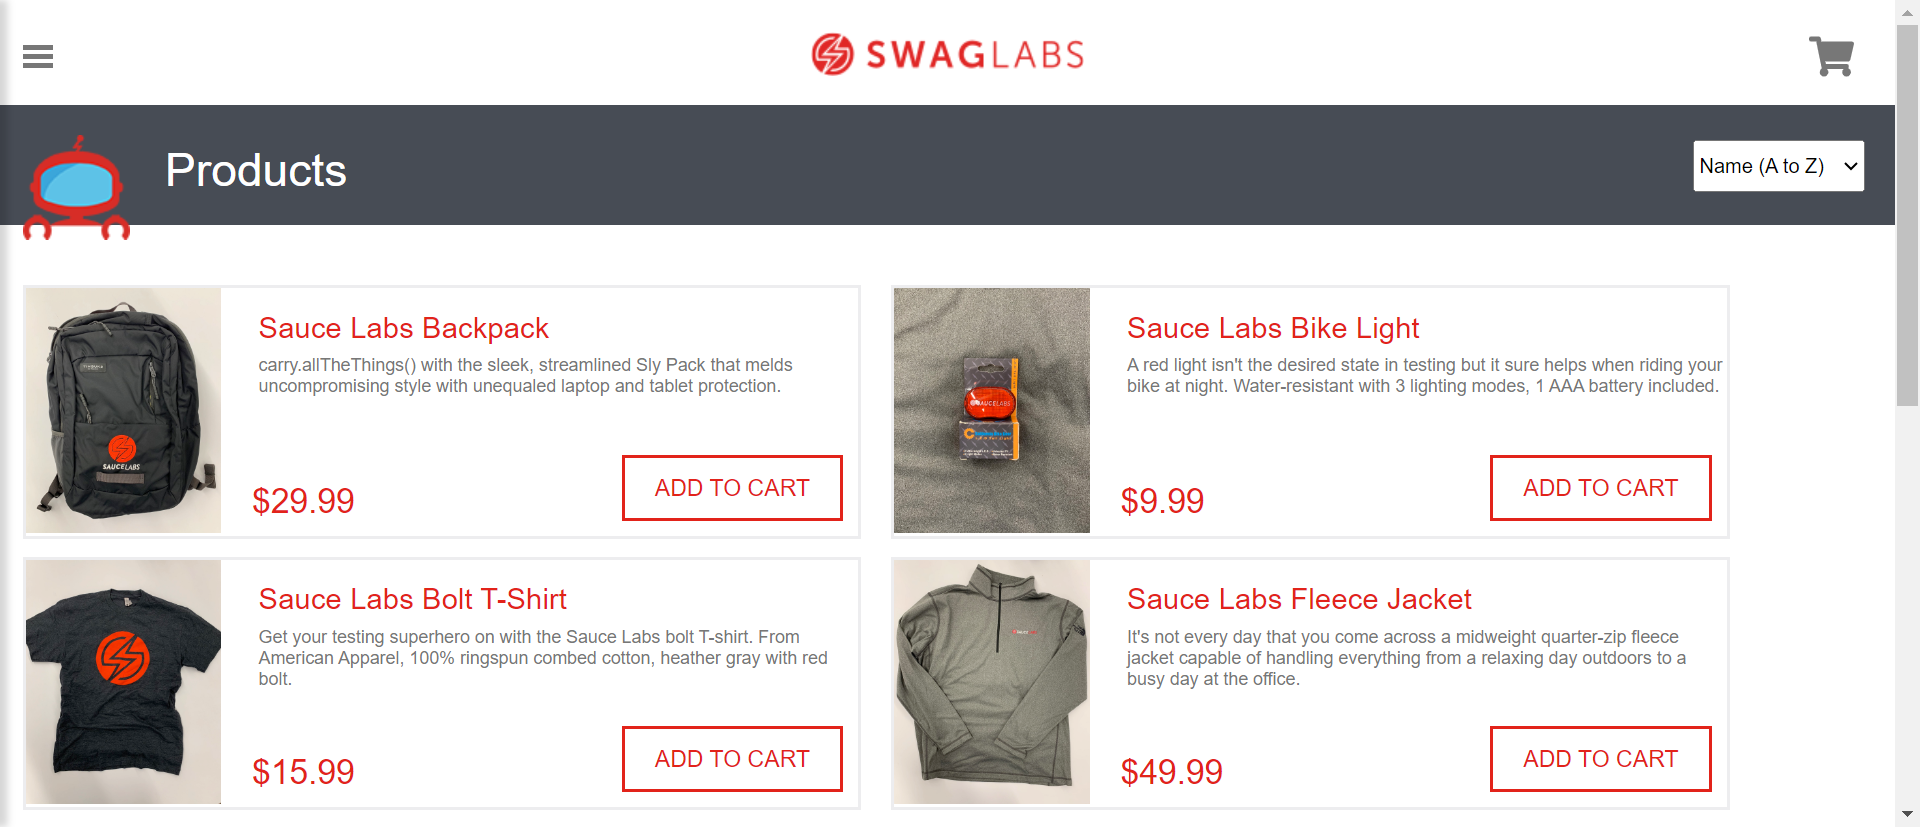 SWAGLABS
Products
Name (A to Z)
Sauce Labs Backpack
carry.allTheThings() with the sleek, streamlined Sly Pack that melds
uncompromising style with unequaled laptop and tablet protection.
$29.99
ADD TO CART
SAUCELABS
Sauce Labs Bike Light
A red light isn't the desired state in testing but it sure helps when riding your
bike at night. Water-resistant with 3 lighting modes, 1 AAA battery included.
$9.99
ADD TO CART
SAUCELABS
Sauce Labs Bolt T-Shirt
Get your testing superhero on with the Sauce Labs bolt T-shirt. From
American Apparel, 100% ringspun combed cotton, heather gray with red
bolt.
$15.99
ADD TO CART
Sauce Labs Fleece Jacket
It's not every day that you come across a midweight quarter-zip fleece
jacket capable of handling everything from a relaxing day outdoors to a
busy day at the office.
$49.99
ADD TO CART